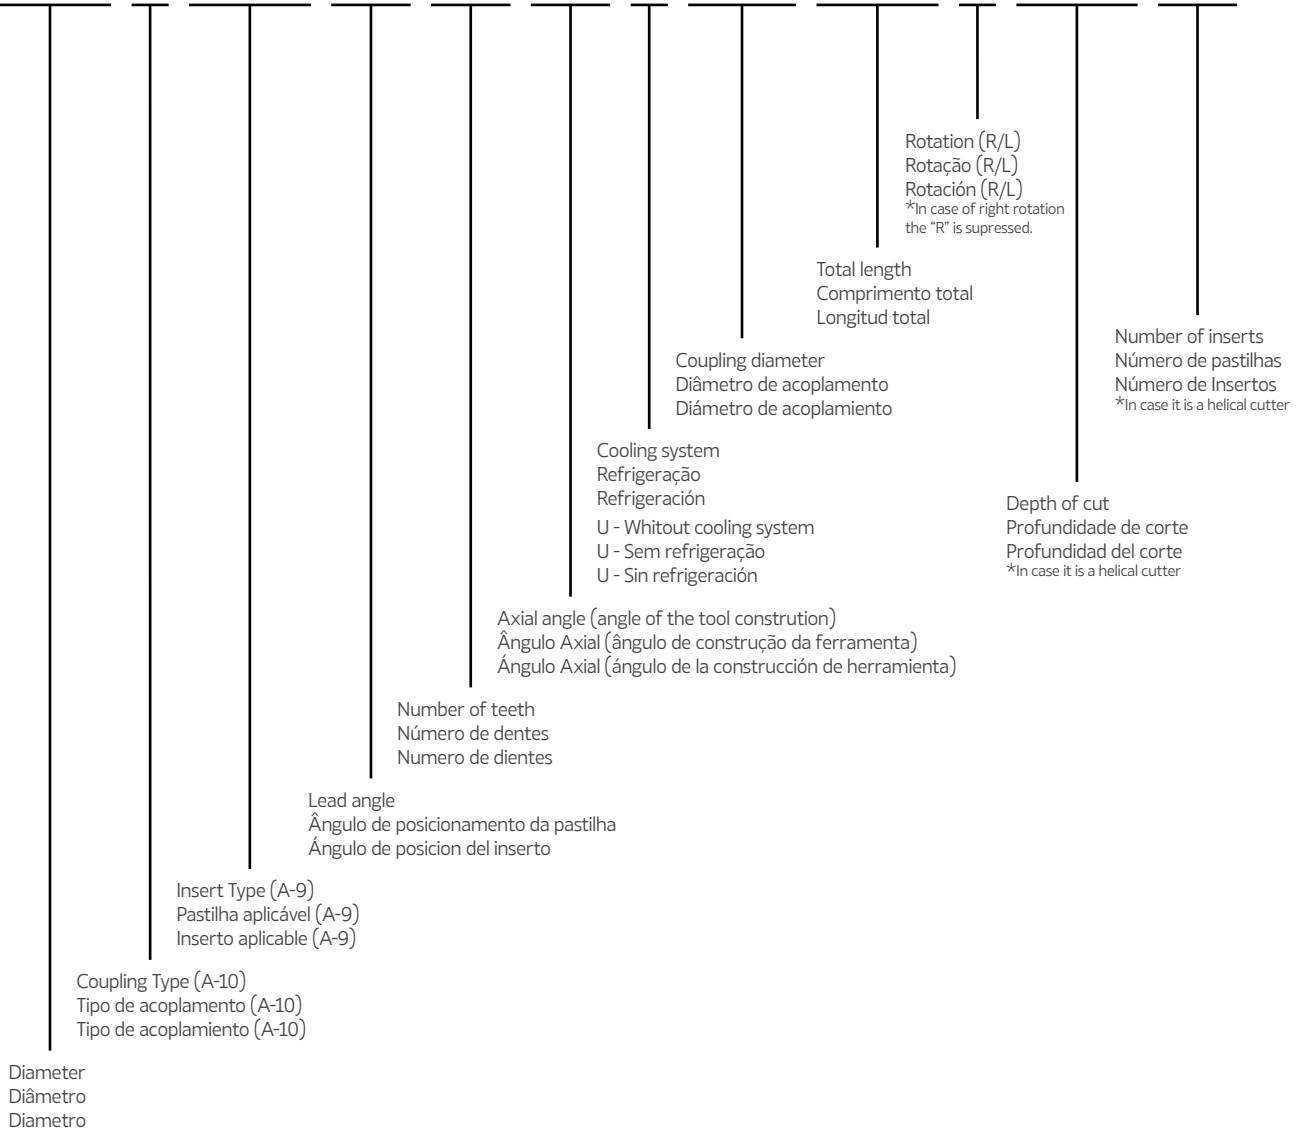 Rotation (R/L)
Rotação (R/L)
Rotación (R/L)
*In case of right rotation
the "R" is supressed.
Total length
Comprimento total
Longitud total
Number of inserts
Número de pastilhas
Número de Insertos
*In case it is a helical cutter
Coupling diameter
Diâmetro de acoplamento
Diámetro de acoplamiento
Cooling system
Refrigeração
Refrigeración
U - Whitout cooling system
U - Sem refrigeração
U - Sin refrigeración
Depth of cut
Profundidade de corte
Profundidad del corte
*In case it is a helical cutter
Axial angle (angle of the tool constrution)
Ângulo Axial (ângulo de construção da ferramenta)
Ángulo Axial (ángulo de la construcción de herramienta)
Number of teeth
Número de dentes
Numero de dientes
Lead angle
Ângulo de posicionamento da pastilha
Ángulo de posicion del inserto
Insert Type (A-9)
Pastilha aplicável (A-9)
Inserto aplicable (A-9)
Coupling Type (A-10)
Tipo de acoplamento (A-10)
Tipo de acoplamiento (A-10)
Diameter
Diâmetro
Diametro